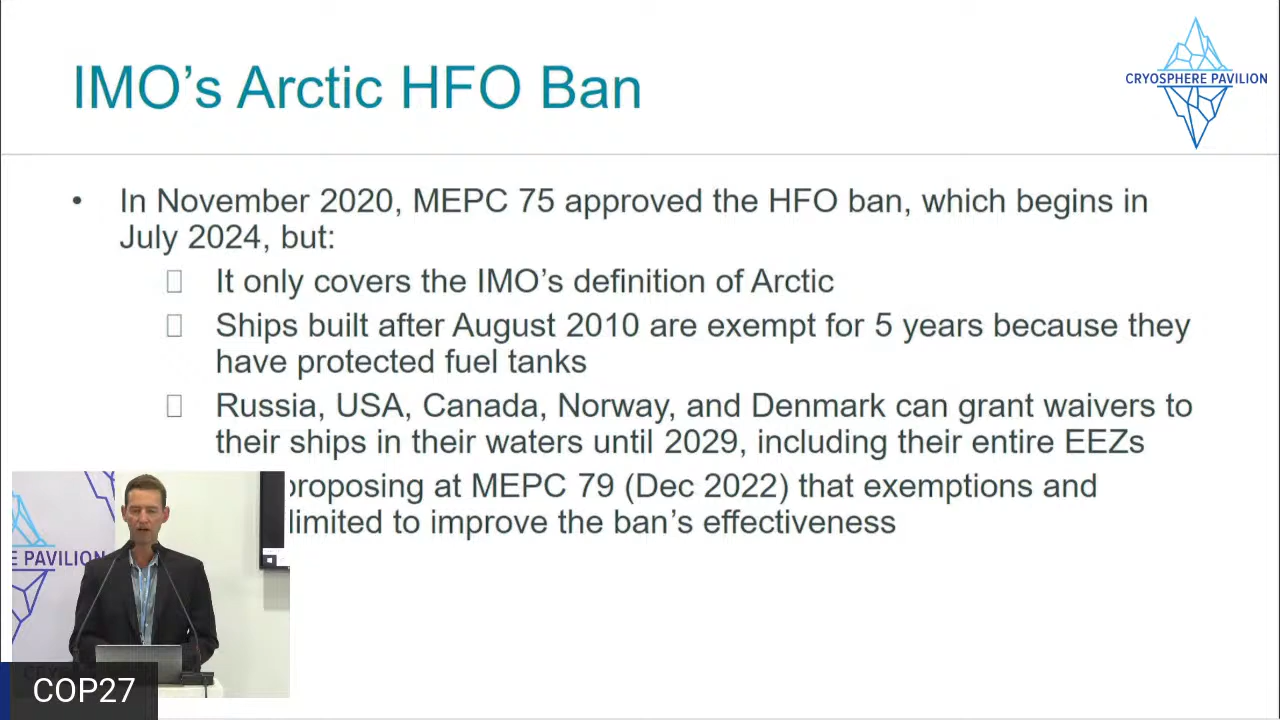 IMO's Arctic HFO Ban
CRYOSPHERE PAVILION
• In November 2020, MEPC 75 approved the HFO ban, which begins in
July 2024, but:
It only covers the IMO's definition of Arctic
Ships built after August 2010 are exempt for 5 years because they
have protected fuel tanks
Russia, USA, Canada, Norway, and Denmark can grant waivers to
their ships in their waters until 2029, including their entire EEZs
proposing at MEPC 79 (Dec 2022) that exemptions and
limited to improve the ban's effectiveness
PAVILION
COP27